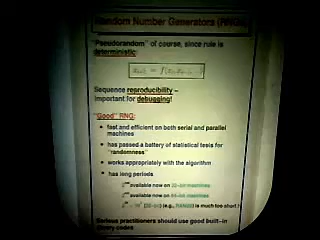 Random Number Generators (RNGs)
"Pseudorandom" of course, since rule is
deterministic:
Sequence reproducibility –
important for debugging!
"Good" RNG:
• fast and efficient on both serial and parallel
machines
• has passed a battery of statistical tests for
"randomness"
• works appropriately with the algorithm
• has long periods
available now on 32-bit machines
available now on 64-bit machines
(e.g., RAND()) is much too short !
Serious practitioners should use good built-in
library codes